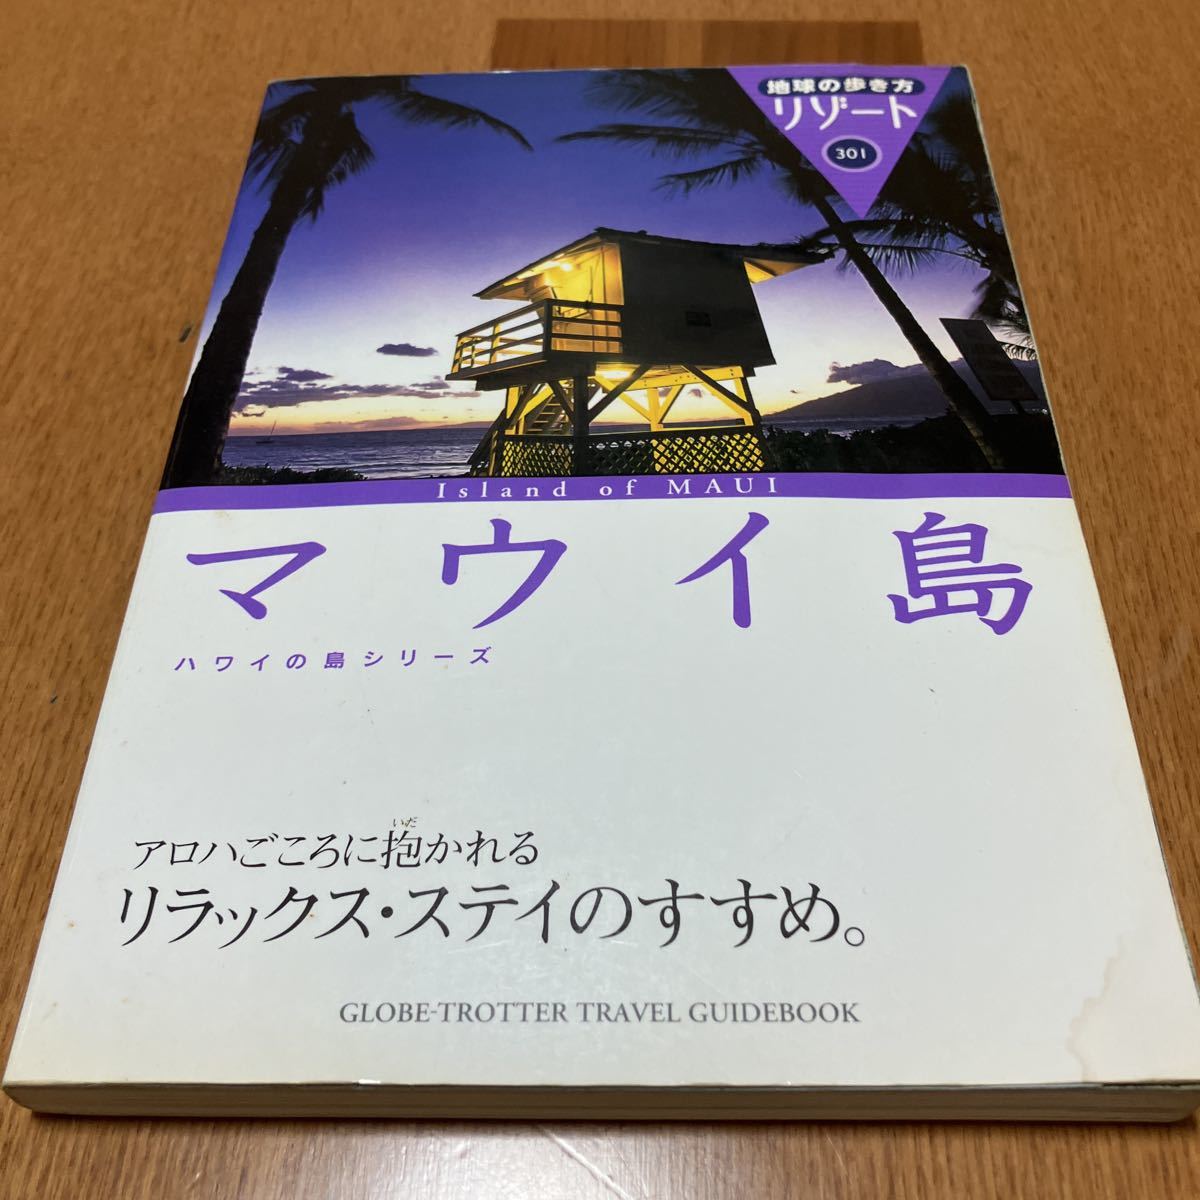 地球の歩き方
リゾート
301
Island of MAUI
マウイ島
ハワイの島シリーズ
いだ
アロハごころに抱かれる
リラックス・ステイのすすめ。
GLOBE-TROTTER TRAVEL GUIDEBOOK